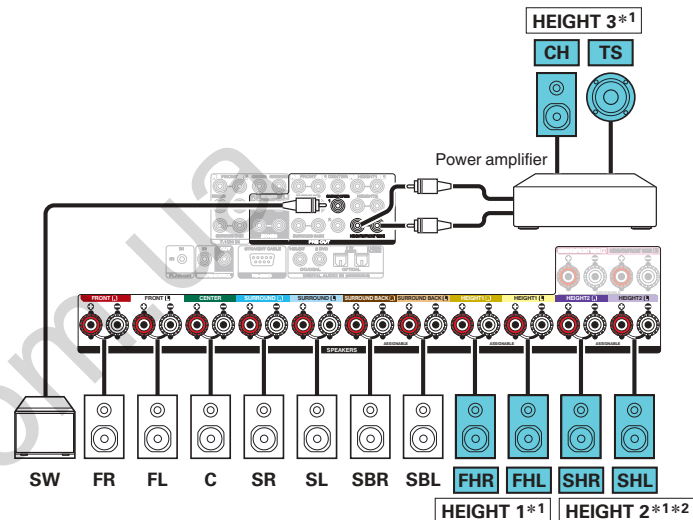 HEIGHT 3*1
CH TS
Power amplifier
PRE OUT
FRONT R FRONT L CENTER SURROUND R SURROUND L SURROUND BACK R SURROUND BACK L HEIGHT1 R HEIGHT1 L HEIGHT2 R HEIGHT2 L
ASSIGNABLE ASSIGNABLE ASSIGNABLE
SPEAKERS
SW FR FL C SR SL SBR SBL FHR FHL SHR SHL
HEIGHT 1*1 HEIGHT 2*1*2
om.ua